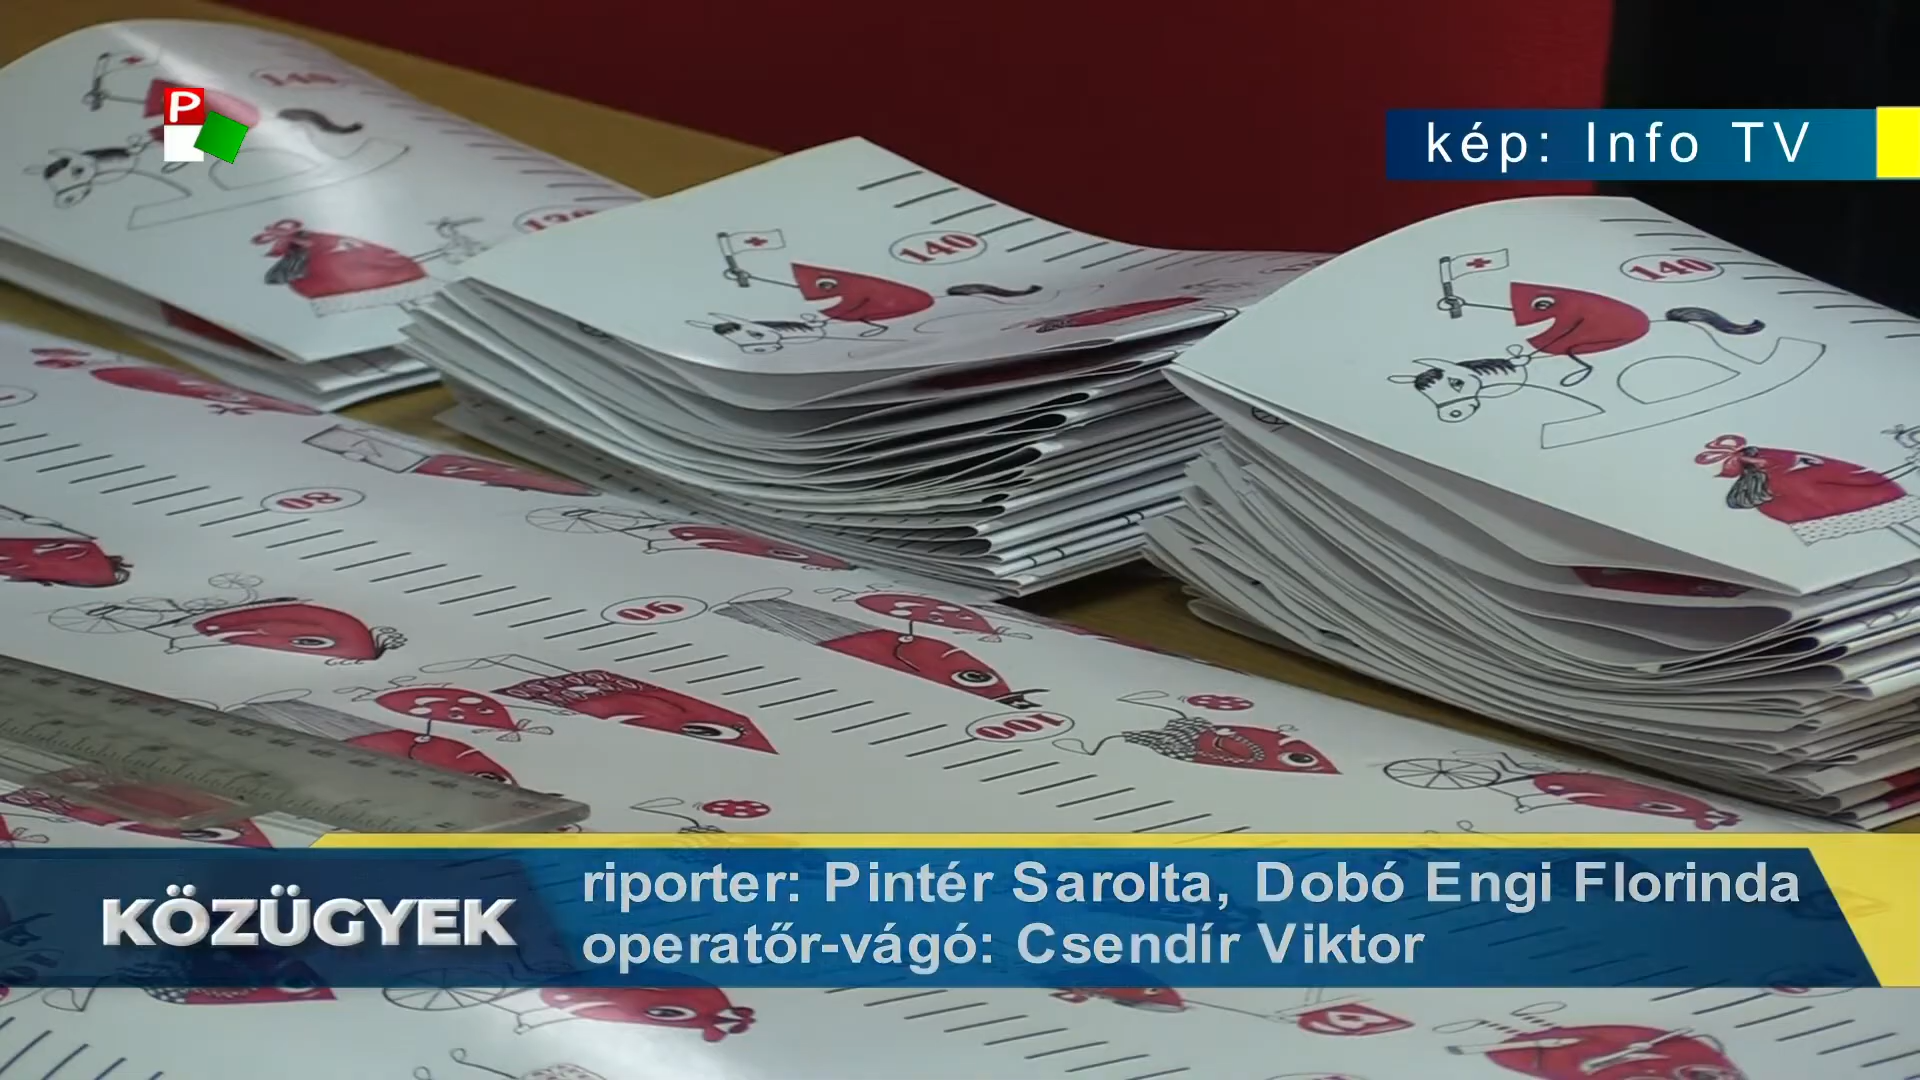 P
kép: Info TV
140
140
140
130
80
90
100
KÖZÜGYEK
riporter: Pintér Sarolta, Dobó Engi Florinda
operatőr-vágó: Csendír Viktor